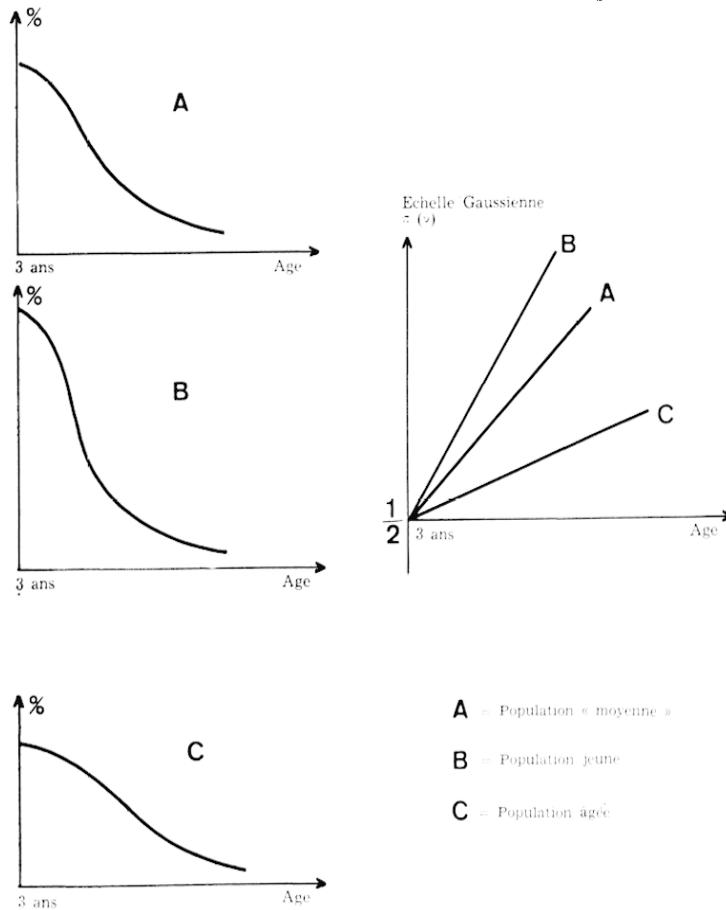 %
A
3 ans Age
%
B
3 ans Age
%
C
3 ans Age
Echelle Gaussienne
B
A
C
1
2
3 ans Age
A = Population « moyenne »
B = Population jeune
C = Population âgée